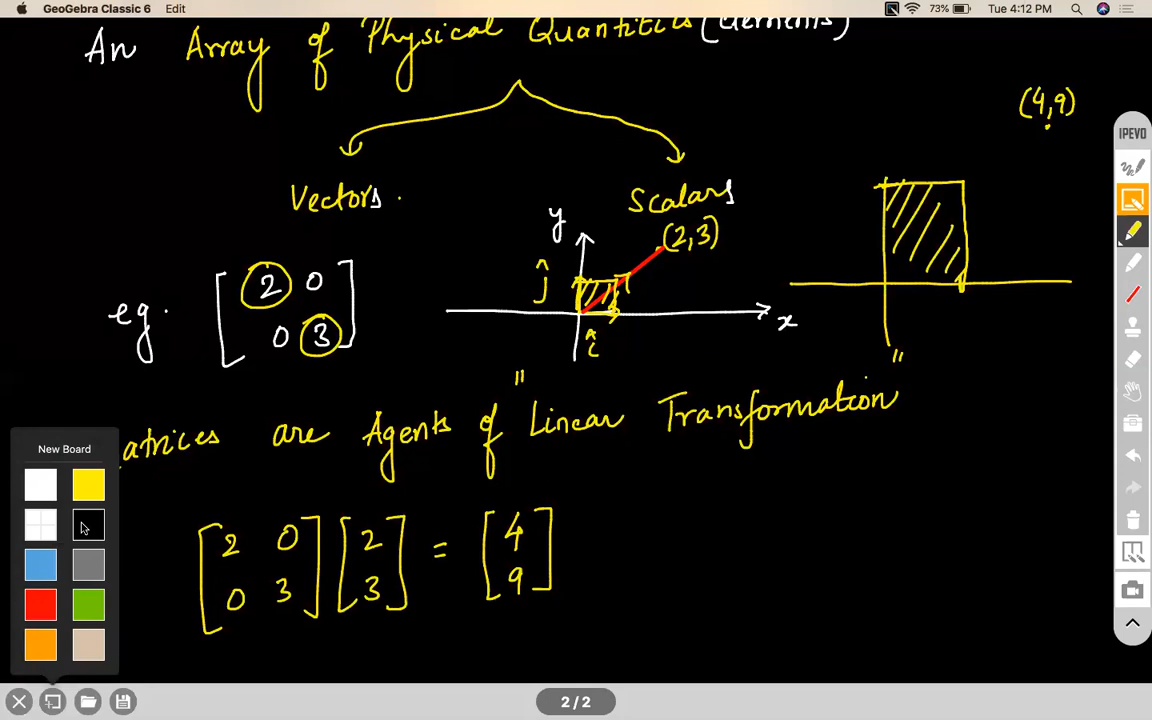 GeoGebra Classic 6 Edit 73% Tue 4:12 PM
An Array of Physical Quantities (elements)
(4,9)
IPEVO
Vectors.
Scalars
y
(2,3)
ĵ
eg. [2 0
0 3]
x
î
atrices are Agents of "Linear Transformation"
New Board
[2 0
0 3] [2
3] = [4
9]
2/2